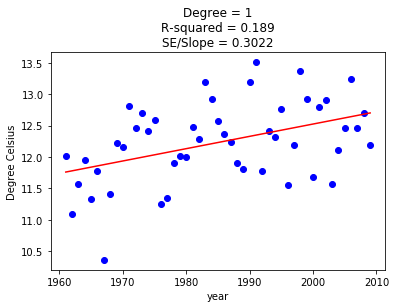 Degree = 1
R-squared = 0.189
SE/Slope = 0.3022
13.5
13.0
12.5
12.0
11.5
11.0
10.5
Degree Celsius
1960 1970 1980 1990 2000 2010
year